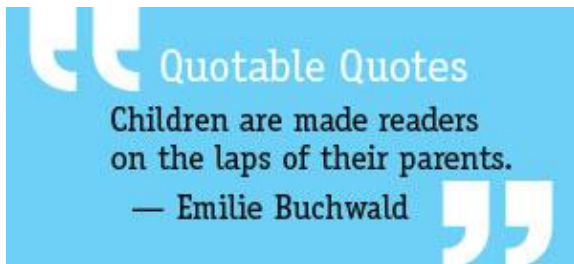 Quotable Quotes
Children are made readers
on the laps of their parents.
— Emilie Buchwald